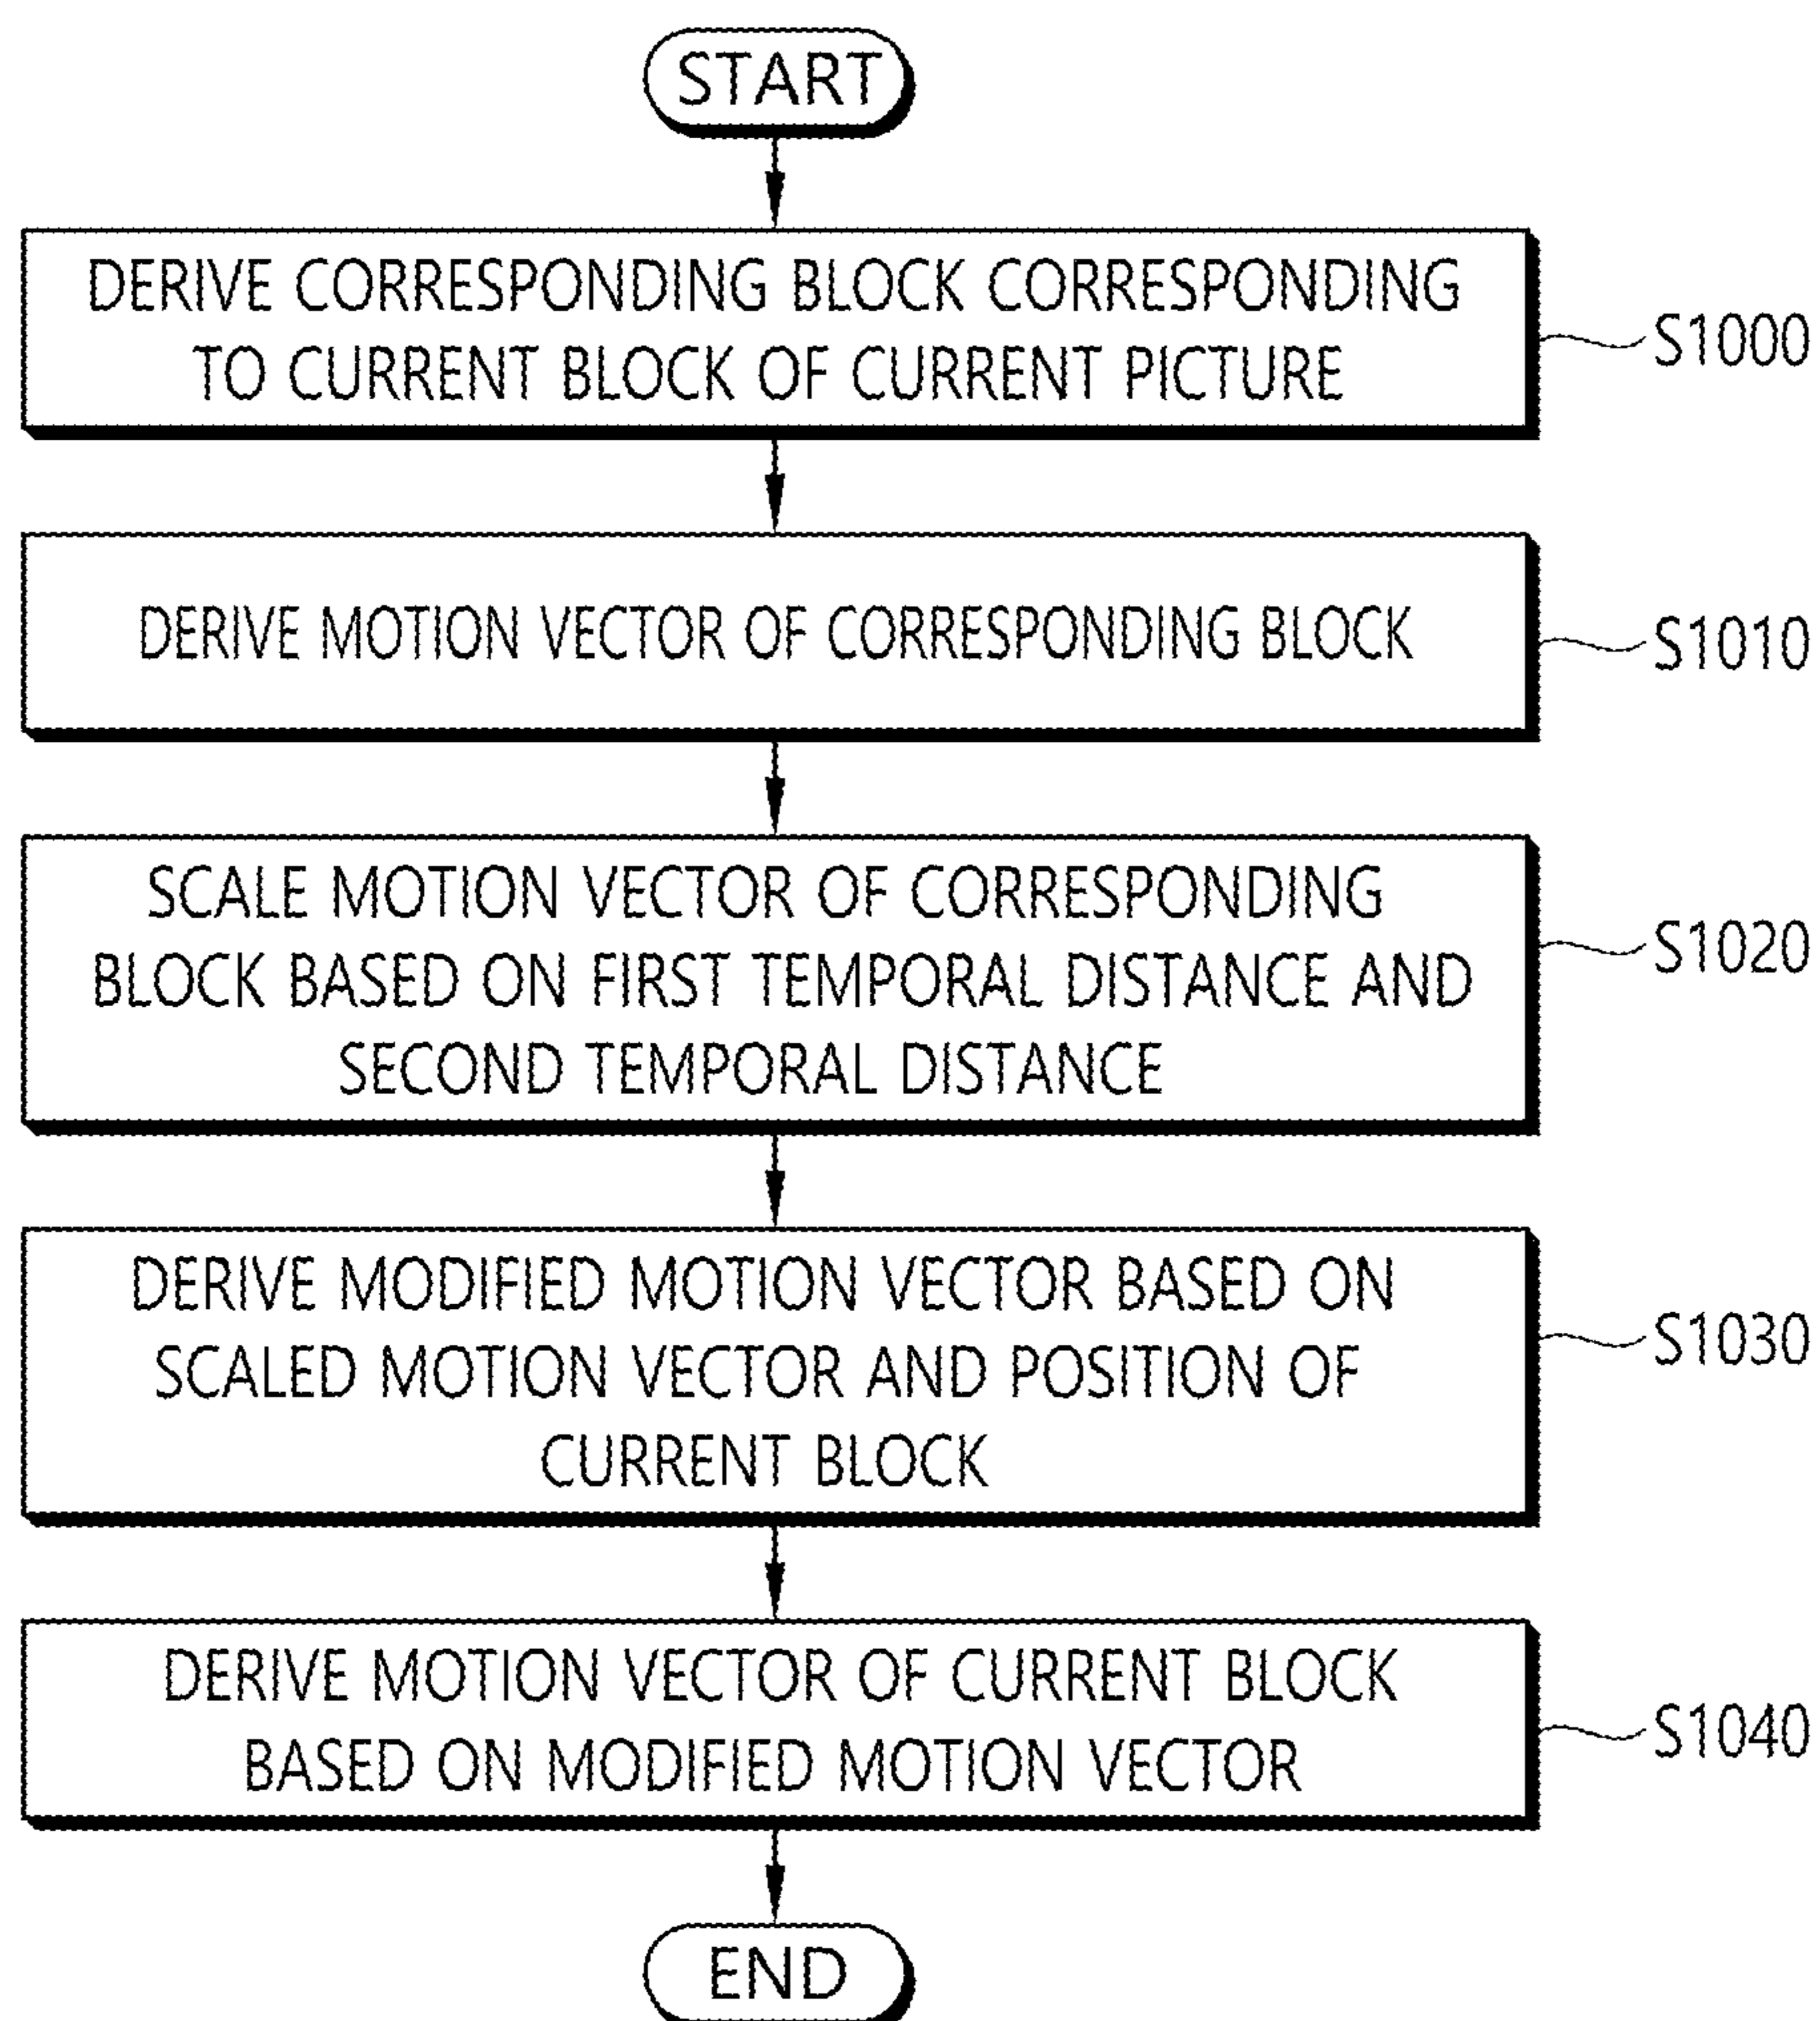 START
DERIVE CORRESPONDING BLOCK CORRESPONDING
TO CURRENT BLOCK OF CURRENT PICTURE
S1000
DERIVE MOTION VECTOR OF CORRESPONDING BLOCK
S1010
SCALE MOTION VECTOR OF CORRESPONDING
BLOCK BASED ON FIRST TEMPORAL DISTANCE AND
SECOND TEMPORAL DISTANCE
S1020
DERIVE MODIFIED MOTION VECTOR BASED ON
SCALED MOTION VECTOR AND POSITION OF
CURRENT BLOCK
S1030
DERIVE MOTION VECTOR OF CURRENT BLOCK
BASED ON MODIFIED MOTION VECTOR
S1040
END